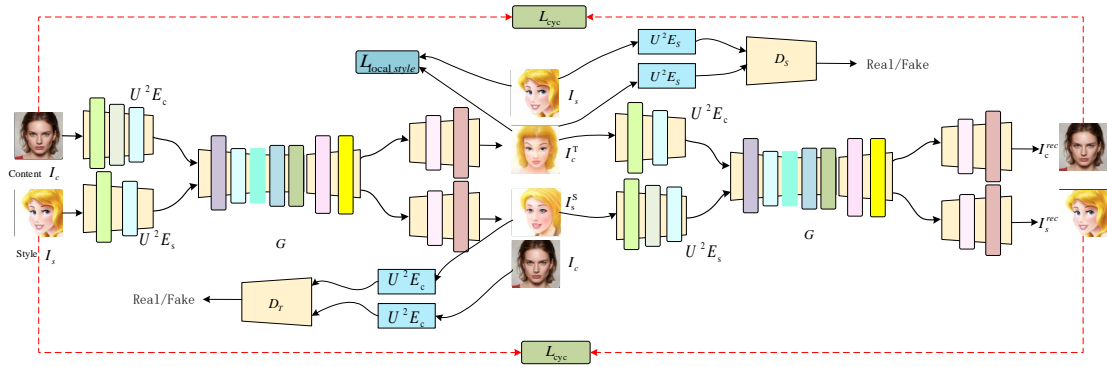 L_cyc
U²E_S
L_local style
D_S
Real/Fake
U²E_S
I_s
U²E_c
U²E_c
I_c^T
I_c^rec
Content I_c
I_s^S
I_s^rec
Style I_s
U²E_s
G
U²E_s
G
I_c
U²E_c
Real/Fake
D_T
U²E_c
L_cyc